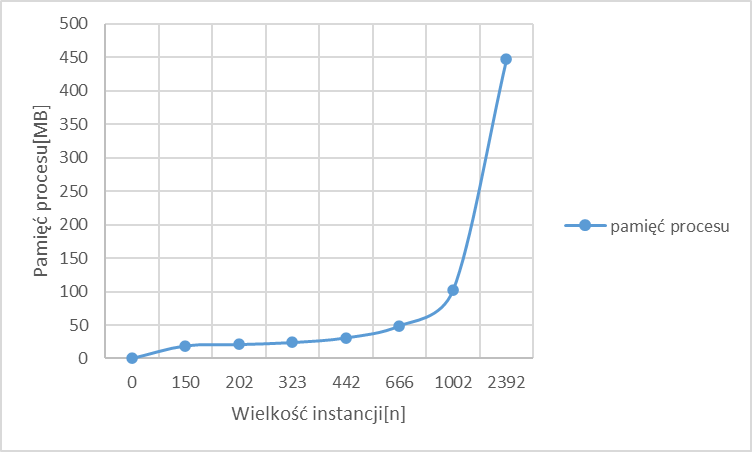 500
450
400
350
300
250
200
150
100
50
0
Pamięć procesu[MB]
0 150 202 323 442 666 1002 2392
Wielkość instancji[n]
pamięć procesu